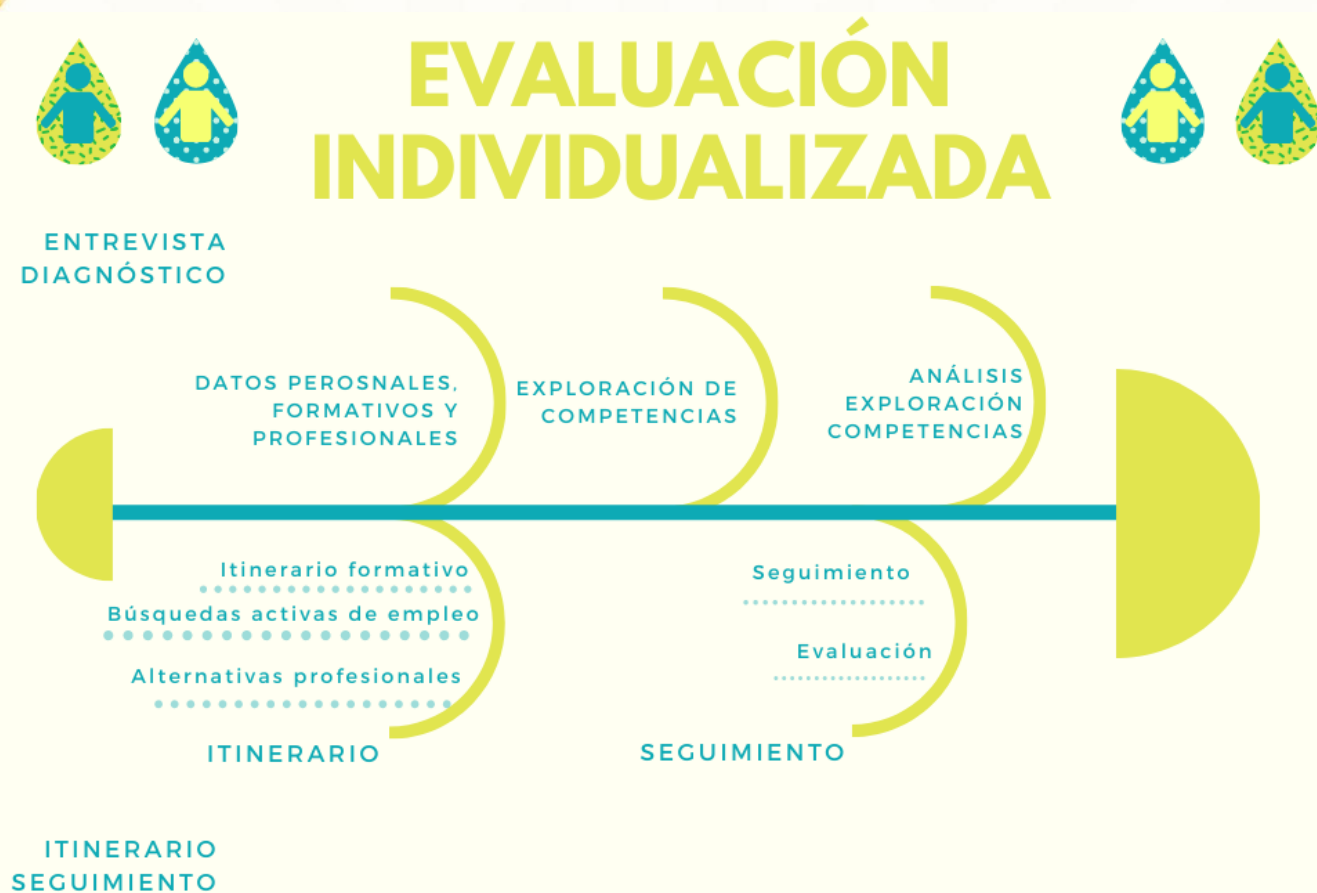 EVALUACIÓN
INDIVIDUALIZADA
ENTREVISTA
DIAGNÓSTICO
DATOS PEROSNALES,
FORMATIVOS Y
PROFESIONALES
EXPLORACIÓN DE
COMPETENCIAS
ANÁLISIS
EXPLORACIÓN
COMPETENCIAS
Itinerario formativo
Búsquedas activas de empleo
Alternativas profesionales
ITINERARIO
Seguimiento
Evaluación
SEGUIMIENTO
ITINERARIO
SEGUIMIENTO